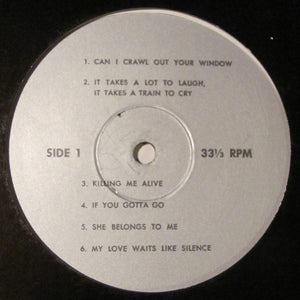 1. CAN I CRAWL OUT YOUR WINDOW
2. IT TAKES A LOT TO LAUGH,
IT TAKES A TRAIN TO CRY
SIDE 1
33⅓ RPM
3. KILLING ME ALIVE
4. IF YOU GOTTA GO
5. SHE BELONGS TO ME
6. MY LOVE WAITS LIKE SILENCE